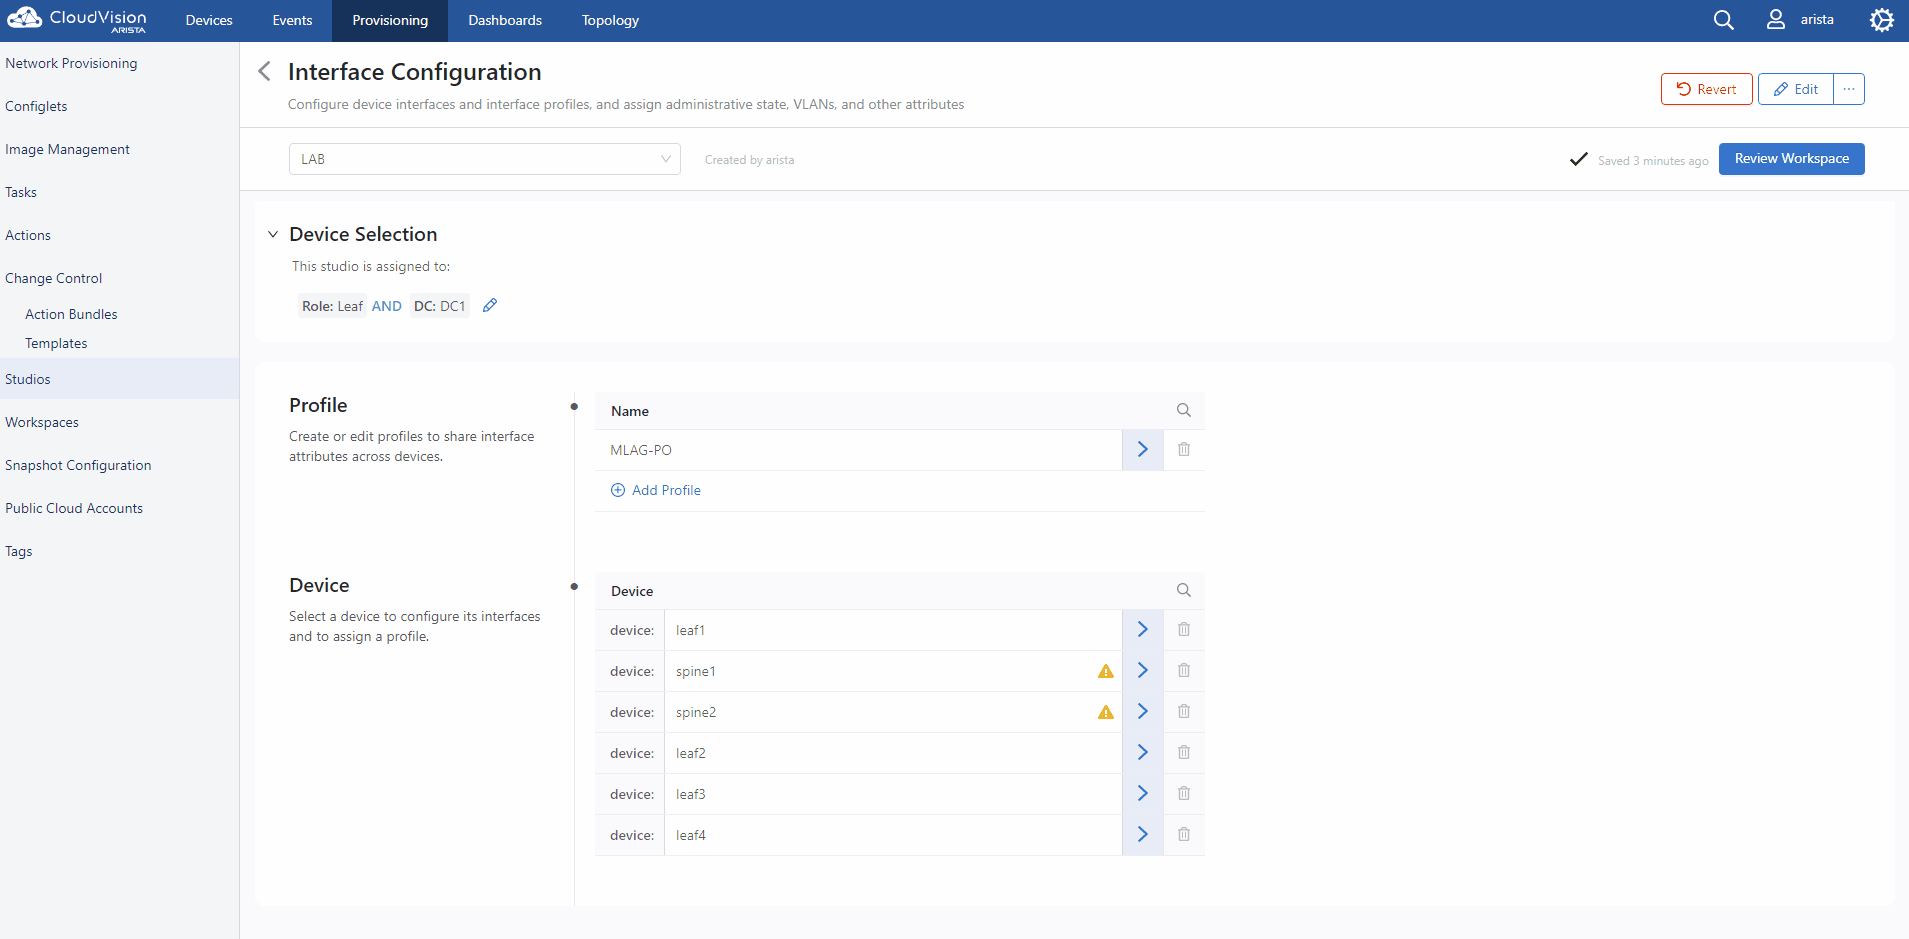 CloudVision
ARISTA
Devices
Events
Provisioning
Dashboards
Topology
arista
Network Provisioning
Configlets
Image Management
Tasks
Actions
Change Control
Action Bundles
Templates
Studios
Workspaces
Snapshot Configuration
Public Cloud Accounts
Tags
Interface Configuration
Configure device interfaces and interface profiles, and assign administrative state, VLANs, and other attributes
Revert
Edit
···
LAB
Created by arista
Saved 3 minutes ago
Review Workspace
Device Selection
This studio is assigned to:
Role: Leaf AND DC: DC1
Profile
Create or edit profiles to share interface
attributes across devices.
Name
MLAG-PO
Add Profile
Device
Select a device to configure its interfaces
and to assign a profile.
Device
device: leaf1
device: spine1
device: spine2
device: leaf2
device: leaf3
device: leaf4